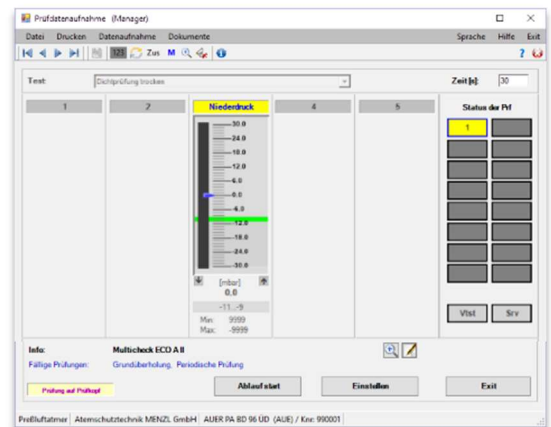 Prüfdatenaufnahme (Manager)
Datei Drucken Datenaufnahme Dokumente Sprache Hilfe Exit
123 Zus M ?
Test: Dichtprüfung trocken Zeit [s]: 30
1 2 Niederdruck 4 5 Status der Prf
1
30.0
24.0
18.0
12.0
6.0
0.0
-6.0
-12.0
-18.0
-24.0
-30.0
[mbar]
0,0
-11..-9
Min: 9999
Max: -9999
Vlst Srv
Info: Multicheck ECO A II
Fällige Prüfungen: Grundüberholung, Periodische Prüfung
Prüfung auf Prüfkopf Ablaufstart Einstellen Exit
Preßluftatmer Atemschutztechnik MENZL GmbH AUER PA 8D 96 ÜD (AUE) / Knr: 990001